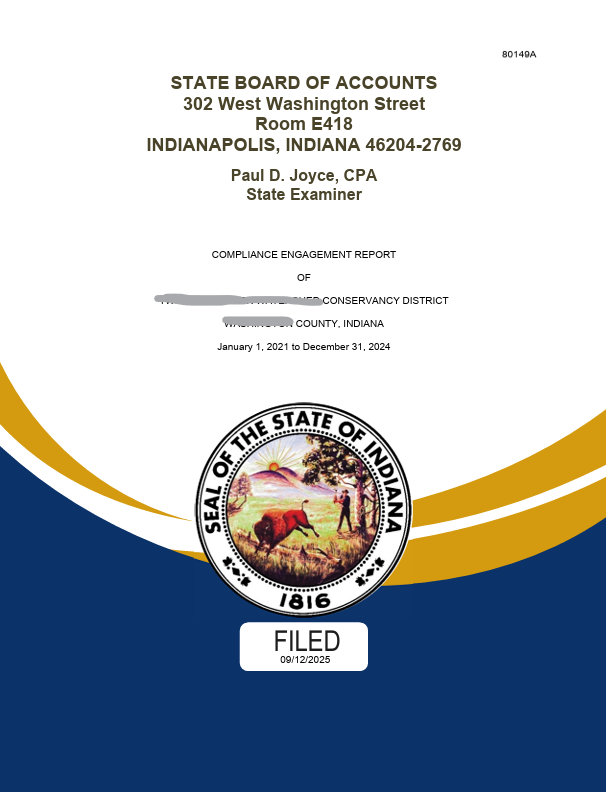 80149A
STATE BOARD OF ACCOUNTS
302 West Washington Street
Room E418
INDIANAPOLIS, INDIANA 46204-2769
Paul D. Joyce, CPA
State Examiner
COMPLIANCE ENGAGEMENT REPORT
OF
CONSERVANCY DISTRICT
COUNTY, INDIANA
January 1, 2021 to December 31, 2024
SEAL OF THE STATE OF INDIANA
1816
FILED
09/12/2025